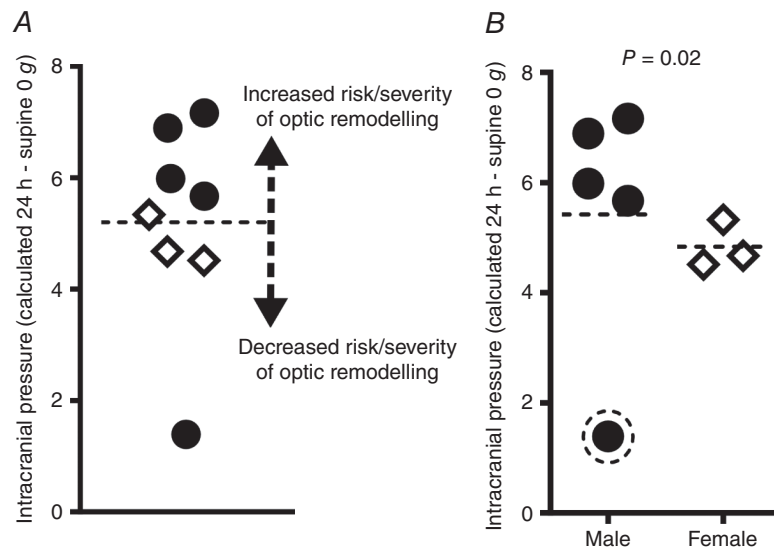 A
Intracranial pressure (calculated 24 h - supine 0 g)
8
6
4
2
0
Increased risk/severity
of optic remodelling
Decreased risk/severity
of optic remodelling
B
P = 0.02
Intracranial pressure (calculated 24 h - supine 0 g)
8
6
4
2
0
Male
Female